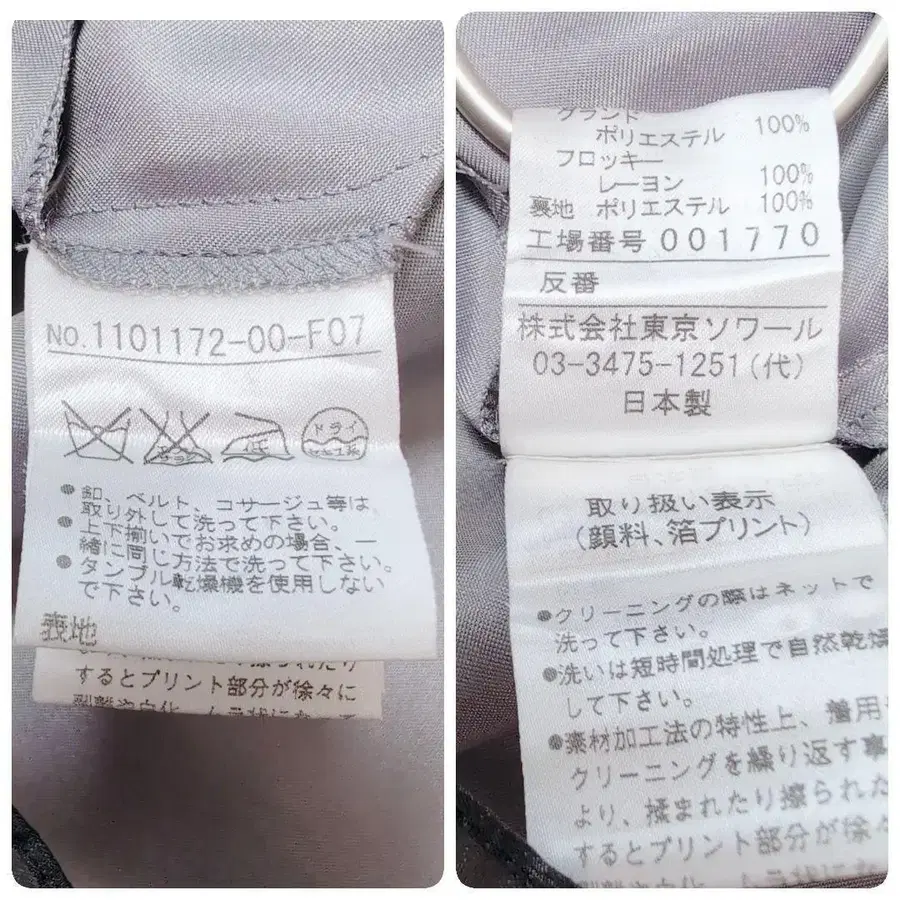 No.1101172-00-F07
ドライ
低
●釦、ベルト、コサージュ等は
取り外して洗って下さい。
●上下揃いでお求めの場合、一
緒に同じ方法で洗って下さい。
●タンブル乾燥機を使用しない
で下さい。
表地
するとプリント部分が徐々に
グランド
ポリエステル 100%
フロッキー
レーヨン 100%
裏地 ポリエステル 100%
工場番号 001770
反番
株式会社東京ソワール
03-3475-1251(代)
日本製
取り扱い表示
(顔料、箔プリント)
●クリーニングの際はネットで
洗って下さい。
●洗いは短時間処理で自然乾燥
して下さい。
●素材加工法の特性上、着用
クリーニングを繰り返す事
より、揉まれたり擦られた
するとプリント部分が徐々